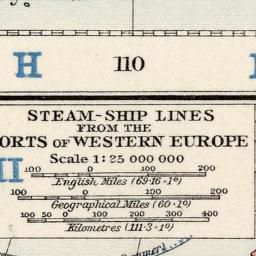 H 110
STEAM-SHIP LINES
FROM THE
ORTS OF WESTERN EUROPE
Scale 1:25 000 000
II
100 0 100 200
English Miles (69·16=1°)
100 0 100 200
Geographical Miles (60=1°)
100 50 0 100 200 300 400
Kilometres (111·3=1°)